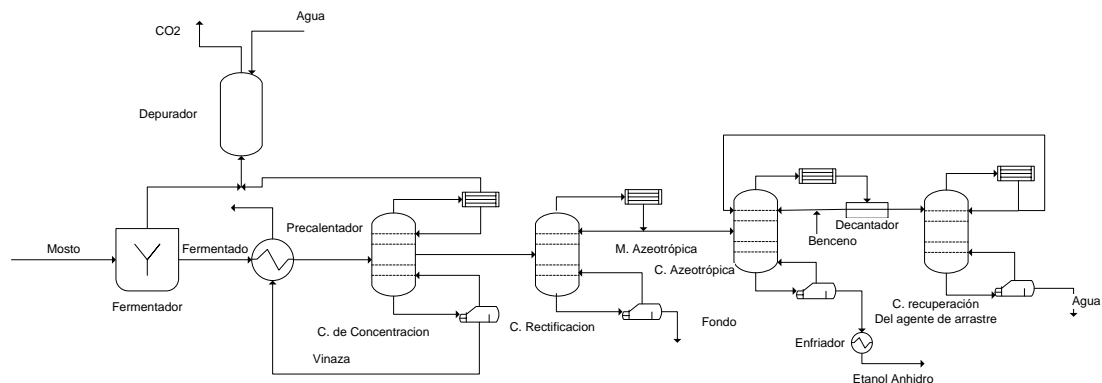 Agua
CO2
Depurador
Mosto
Fermentado
Precalentador
Fermentador
C. de Concentracion
Vinaza
C. Rectificacion
M. Azeotrópica
C. Azeotrópica
Fondo
Benceno
Decantador
C. recuperación
Del agente de arrastre
Agua
Enfriador
Etanol Anhidro